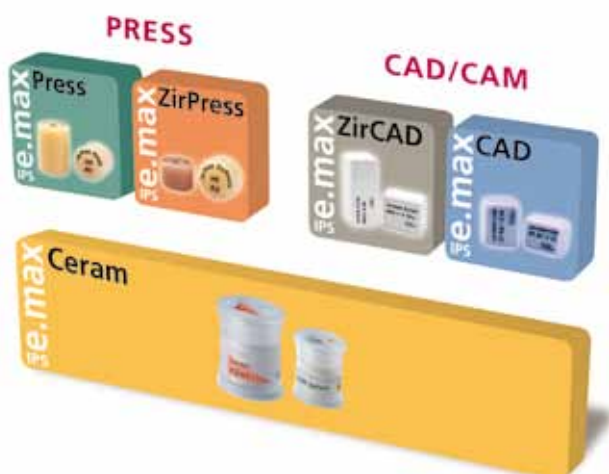 PRESS
CAD/CAM
IPS e.max
Press
IPS e.max
ZirPress
IPS e.max
ZirCAD
IPS e.max
CAD
IPS e.max
Ceram